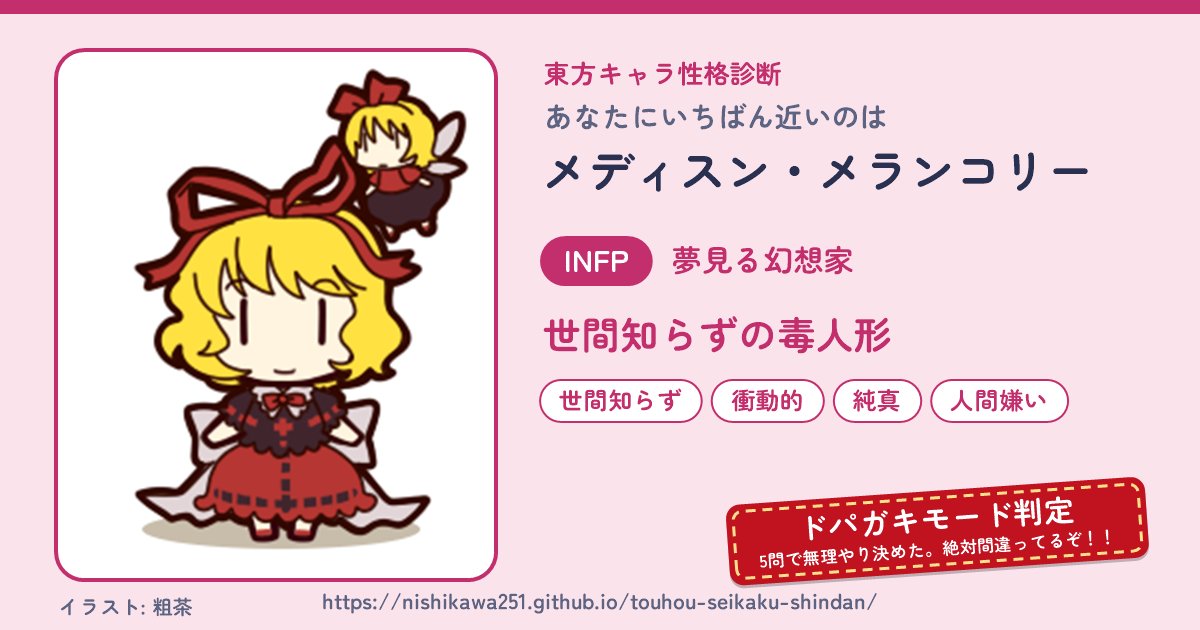 東方キャラ性格診断
あなたにいちばん近いのは
メディスン・メランコリー
INFP 夢見る幻想家
世間知らずの毒人形
世間知らず 衝動的 純真 人間嫌い
ドパガキモード判定
5問で無理やり決めた。絶対間違ってるぞ！！
イラスト: 粗茶
https://nishikawa251.github.io/touhou-seikaku-shindan/